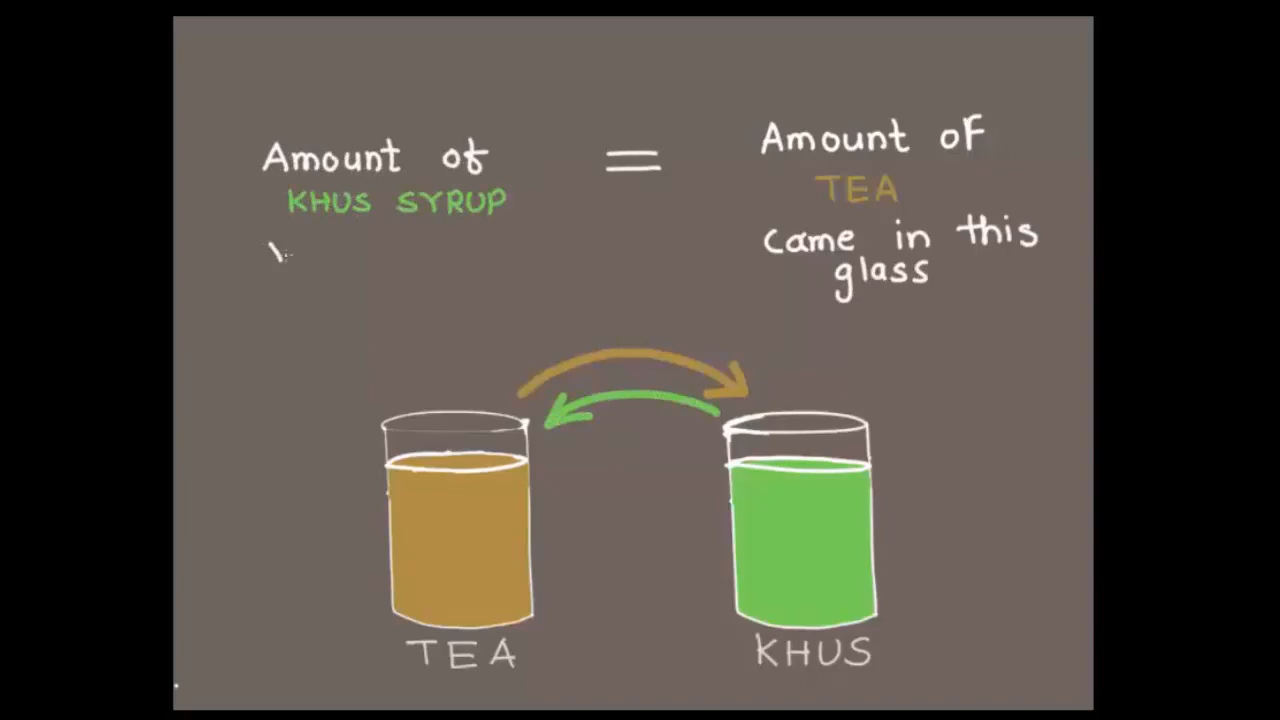 Amount of
KHUS SYRUP
=
Amount of
TEA
Came in this
glass
TEA
KHUS